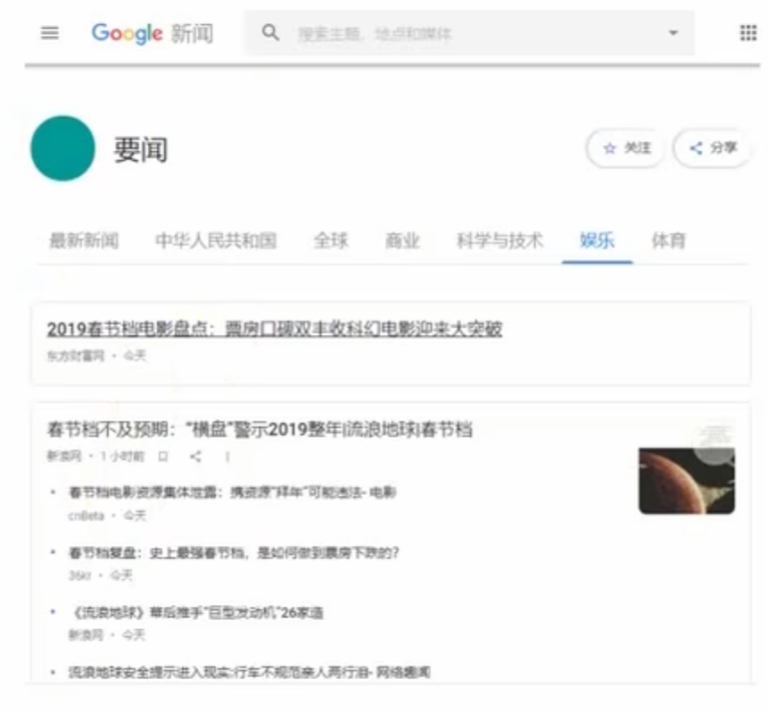 Google 新闻
搜索主题、地点和媒体
要闻
关注
分享
最新新闻 中华人民共和国 全球 商业 科学与技术 娱乐 体育
2019春节档电影盘点：票房口碑双丰收科幻电影迎来大突破
东方财富网 · 今天
春节档不及预期：“横盘”警示2019整年|流浪地球|春节档
新浪网 · 1 小时前
· 春节档电影资源集体泄露：携资源“拜年”可能违法- 电影
cnBeta · 今天
· 春节档复盘：史上最强春节档，是如何做到票房下跌的？
36kr · 今天
· 《流浪地球》幕后推手“巨型发动机”26家造
新浪网 · 今天
· 流浪地球安全提示进入现实:行车不规范亲人两行泪- 网络趣闻